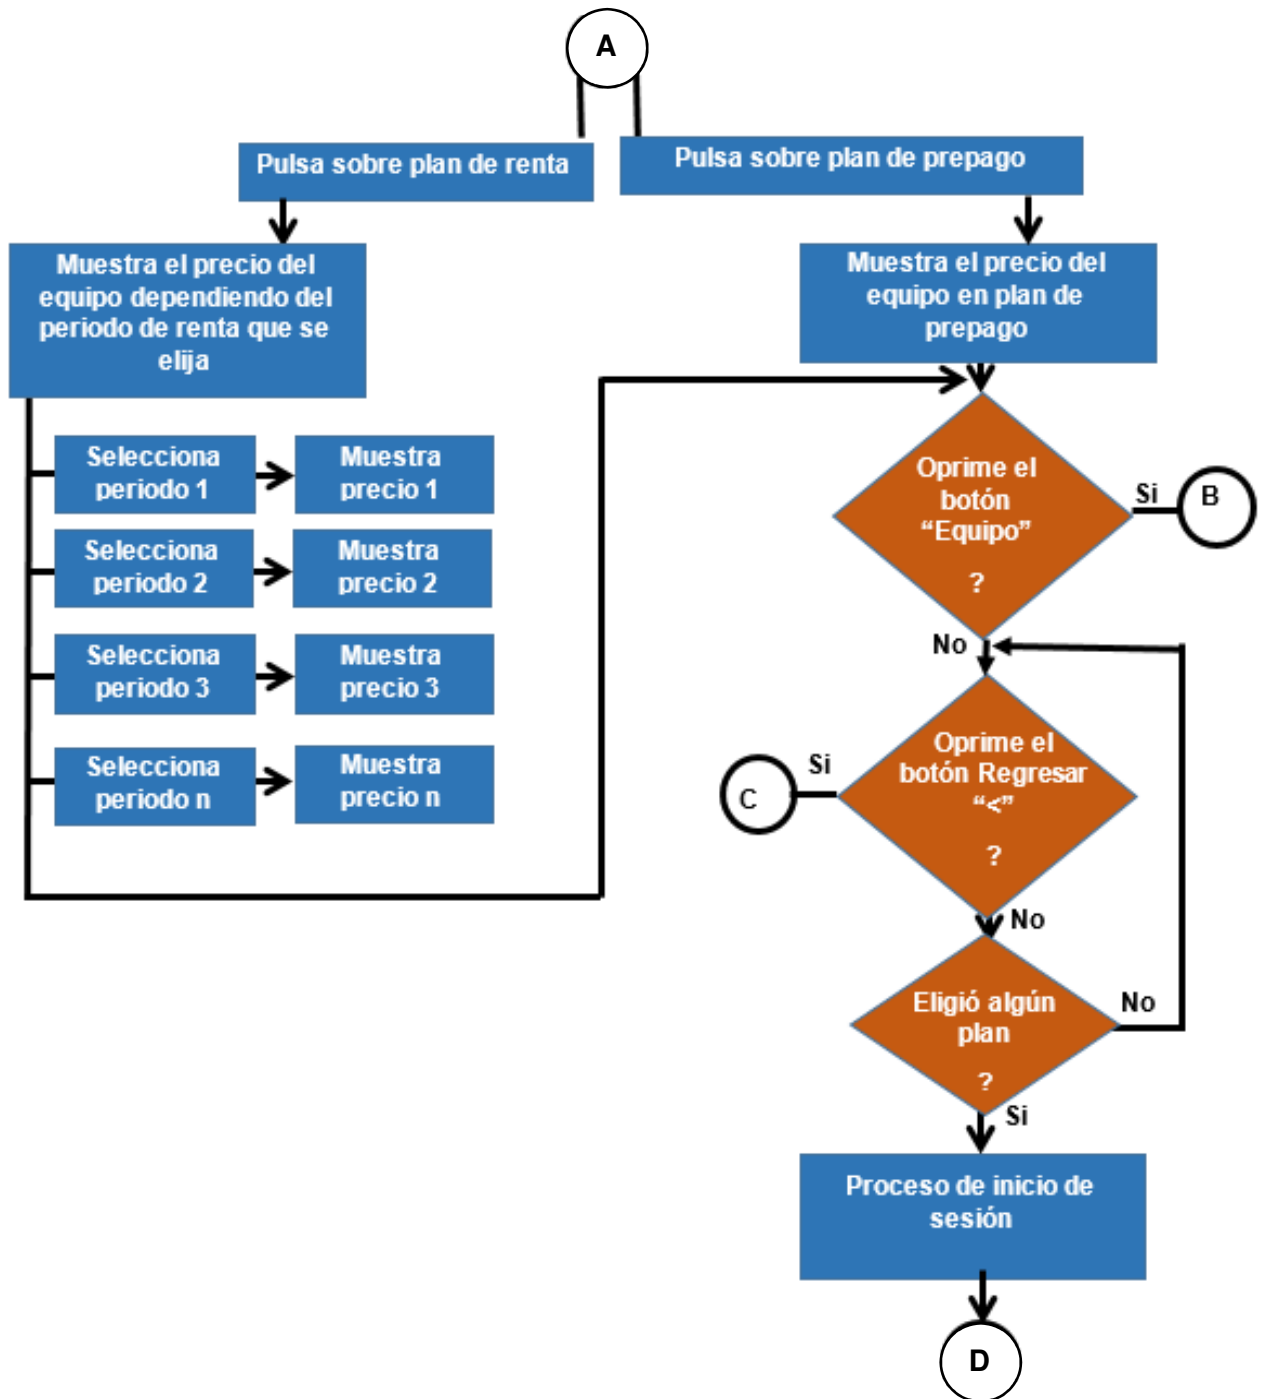 A
Pulsa sobre plan de renta
Pulsa sobre plan de prepago
Muestra el precio del
equipo dependiendo del
periodo de renta que se
elija
Muestra el precio del
equipo en plan de
prepago
Selecciona
periodo 1
Muestra
precio 1
Selecciona
periodo 2
Muestra
precio 2
Selecciona
periodo 3
Muestra
precio 3
Selecciona
periodo n
Muestra
precio n
Oprime el
botón
“Equipo”
?
Si
B
No
Oprime el
botón Regresar
“<”
?
Si
C
No
Eligió algún
plan
?
No
Si
Proceso de inicio de
sesión
D